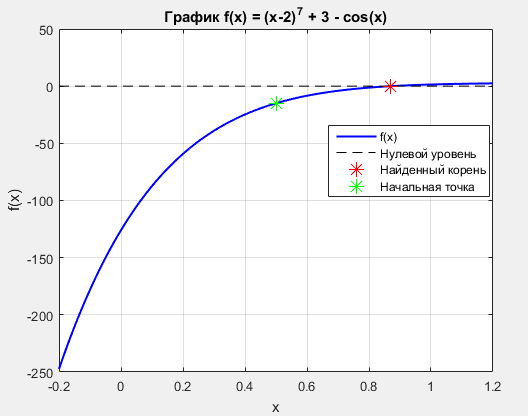 График f(x) = (x-2)^7 + 3 - cos(x)
50
0
-50
-100
-150
-200
-250
f(x)
f(x)
Нулевой уровень
Найденный корень
Начальная точка
-0.2
0
0.2
0.4
0.6
0.8
1
1.2
x